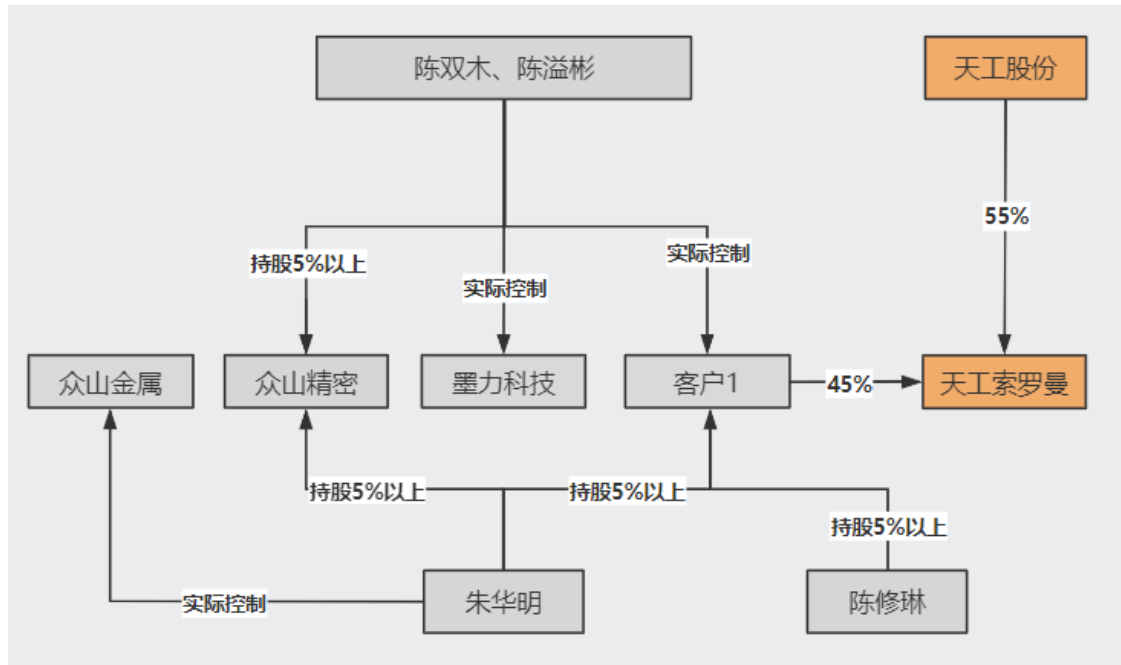 陈双木、陈溢彬
天工股份
55%
持股5%以上
实际控制
实际控制
众山金属
众山精密
墨力科技
客户1
45%
天工索罗曼
持股5%以上
持股5%以上
持股5%以上
实际控制
朱华明
陈修琳